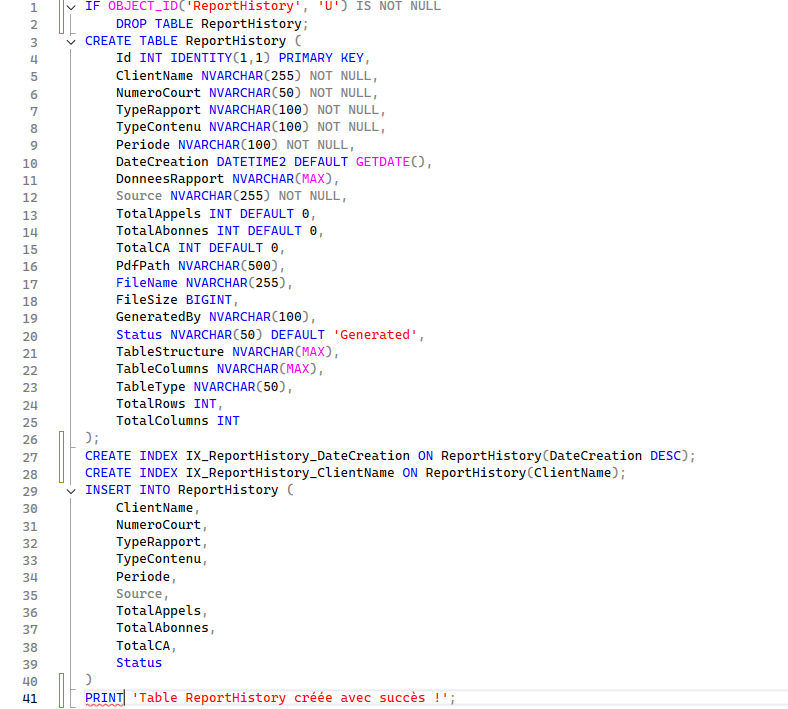 1 IF OBJECT_ID('ReportHistory', 'U') IS NOT NULL
2 DROP TABLE ReportHistory;
3 CREATE TABLE ReportHistory (
4 Id INT IDENTITY(1,1) PRIMARY KEY,
5 ClientName NVARCHAR(255) NOT NULL,
6 NumeroCourt NVARCHAR(50) NOT NULL,
7 TypeRapport NVARCHAR(100) NOT NULL,
8 TypeContenu NVARCHAR(100) NOT NULL,
9 Periode NVARCHAR(100) NOT NULL,
10 DateCreation DATETIME2 DEFAULT GETDATE(),
11 DonneesRapport NVARCHAR(MAX),
12 Source NVARCHAR(255) NOT NULL,
13 TotalAppels INT DEFAULT 0,
14 TotalAbonnes INT DEFAULT 0,
15 TotalCA INT DEFAULT 0,
16 PdfPath NVARCHAR(500),
17 FileName NVARCHAR(255),
18 FileSize BIGINT,
19 GeneratedBy NVARCHAR(100),
20 Status NVARCHAR(50) DEFAULT 'Generated',
21 TableStructure NVARCHAR(MAX),
22 TableColumns NVARCHAR(MAX),
23 TableType NVARCHAR(50),
24 TotalRows INT,
25 TotalColumns INT
26 );
27 CREATE INDEX IX_ReportHistory_DateCreation ON ReportHistory(DateCreation DESC);
28 CREATE INDEX IX_ReportHistory_ClientName ON ReportHistory(ClientName);
29 INSERT INTO ReportHistory (
30 ClientName,
31 NumeroCourt,
32 TypeRapport,
33 TypeContenu,
34 Periode,
35 Source,
36 TotalAppels,
37 TotalAbonnes,
38 TotalCA,
39 Status
40 )
41 PRINT 'Table ReportHistory créée avec succès !';